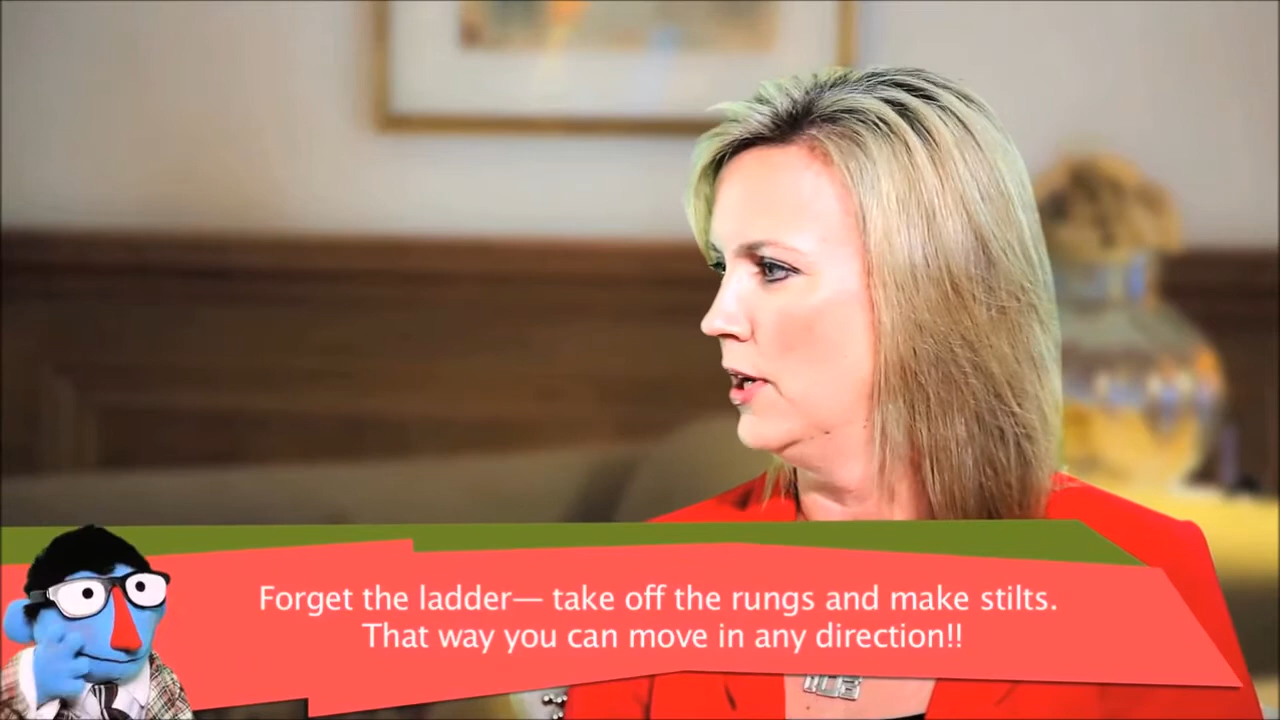 Forget the ladder— take off the rungs and make stilts.
That way you can move in any direction!!